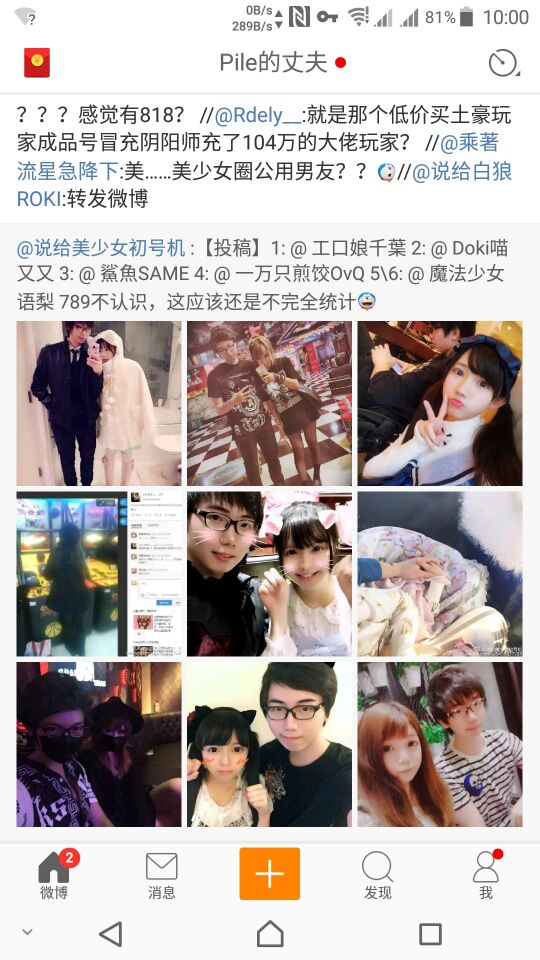 0B/s
289B/s
81%
10:00
Pile的丈夫
？？？感觉有818？ //@Rdely__:就是那个低价买土豪玩
家成品号冒充阴阳师充了104万的大佬玩家？ //@乘著
流星急降下:美……美少女圈公用男友？？//@说给白狼
ROKI:转发微博
@说给美少女初号机 :【投稿】1: @ 工口娘千葉 2: @ Doki喵
又又 3: @ 鯊魚SAME 4: @ 一万只煎饺OvQ 5\6: @ 魔法少女
语梨 789不认识，这应该还是不完全统计
2
微博
消息
发现
我